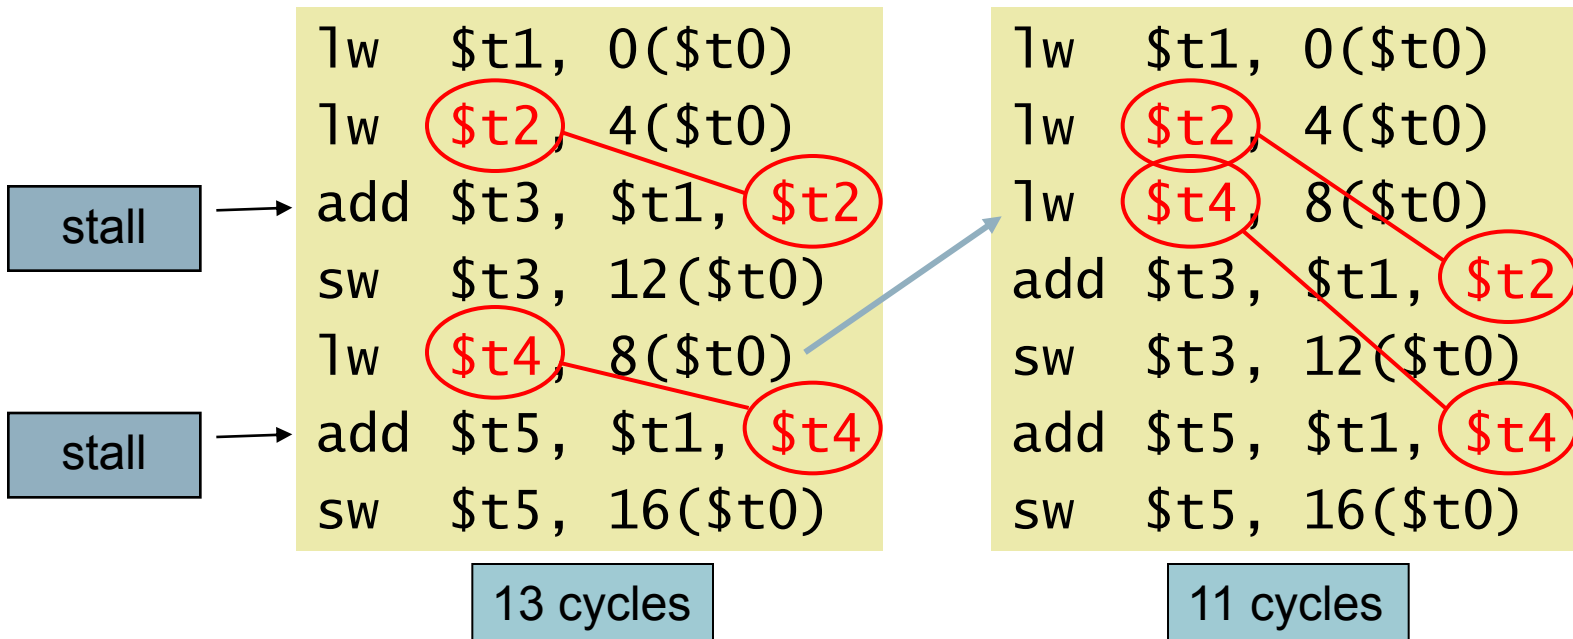 lw $t1, 0($t0)
lw $t2, 4($t0)
add $t3, $t1, $t2
sw $t3, 12($t0)
lw $t4, 8($t0)
add $t5, $t1, $t4
sw $t5, 16($t0)
stall
stall
13 cycles
lw $t1, 0($t0)
lw $t2, 4($t0)
lw $t4, 8($t0)
add $t3, $t1, $t2
sw $t3, 12($t0)
add $t5, $t1, $t4
sw $t5, 16($t0)
11 cycles